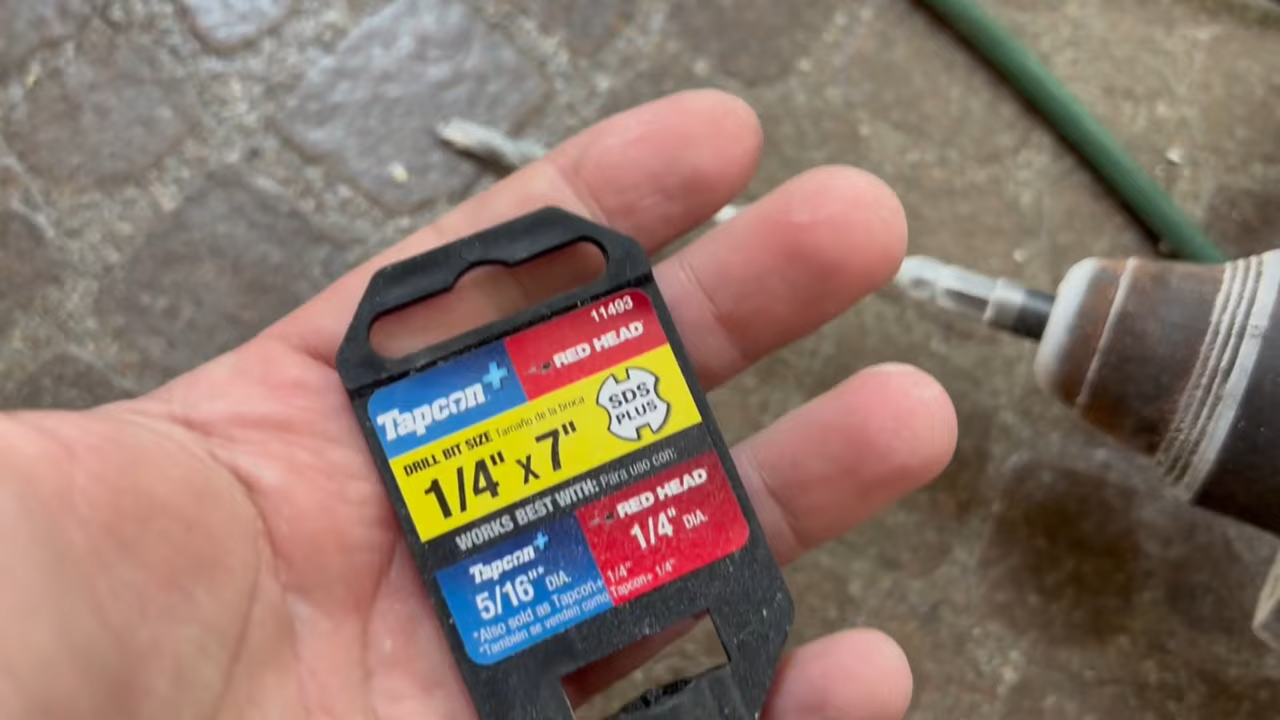 11493
Tapcon+
RED HEAD
DRILL BIT SIZE Tamaño de la broca
1/4" x 7"
SDS
PLUS
WORKS BEST WITH: Para uso con:
Tapcon+
5/16"* DIA.
*Also sold as Tapcon+ 1/4"
*También se venden como Tapcon+ 1/4"
RED HEAD
1/4" DIA.